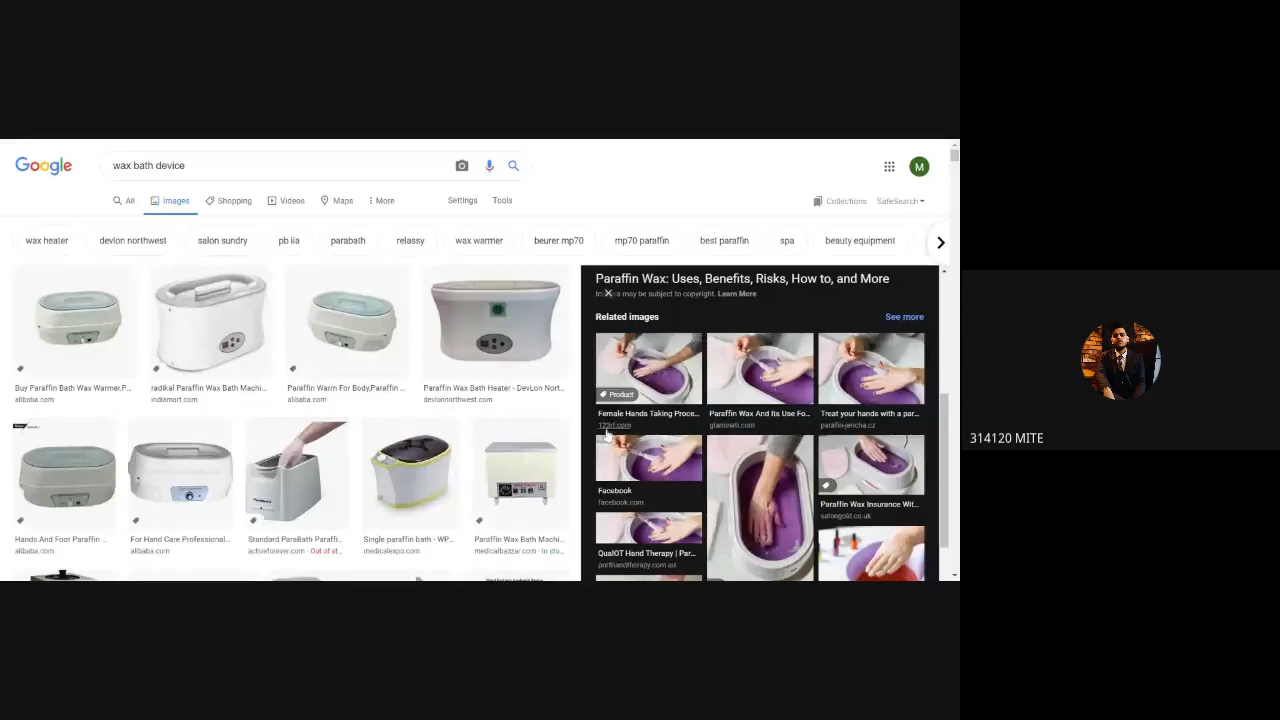 Google
wax bath device
M
All
Images
Shopping
Videos
Maps
More
Settings
Tools
Collections
SafeSearch
wax heater
devlon northwest
salon sundry
pb iia
parabath
relassy
wax warmer
beurer mp70
mp70 paraffin
best paraffin
spa
beauty equipment
Buy Paraffin Bath Wax Warmer,P...
alibaba.com
radikal Paraffin Wax Bath Machi...
indiamart.com
Paraffin Warm For Body,Paraffin ...
alibaba.com
Paraffin Wax Bath Heater - DevLon Nort...
devlonnorthwest.com
Hands And Foot Paraffin ...
alibaba.com
For Hand Care Professional...
alibaba.com
Standard ParaBath Paraffi...
activeforever.com · Out of st...
Single paraffin bath - WP...
medicalexpo.com
Paraffin Wax Bath Machi...
medicalbazzar.com · In sto...
Paraffin Wax: Uses, Benefits, Risks, How to, and More
may be subject to copyright. Learn More
Related images
See more
Product
Female Hands Taking Proce...
123rf.com
Paraffin Wax And Its Use Fo...
glaminati.com
Treat your hands with a par...
parafin-jericha.cz
Facebook
facebook.com
Paraffin Wax Insurance Wit...
salongold.co.uk
QualOT Hand Therapy | Par...
perthhandtherapy.com.au
314120 MITE